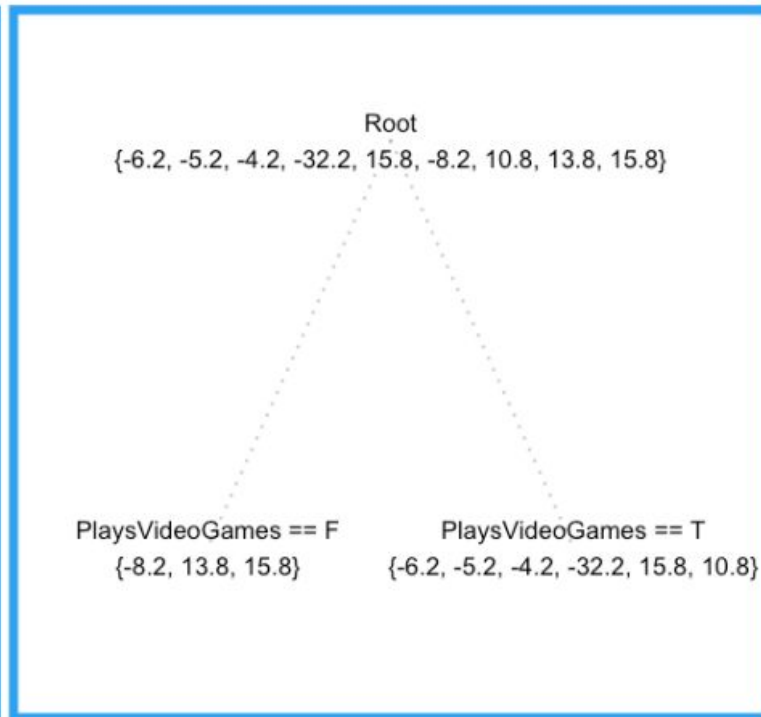 Root
{-6.2, -5.2, -4.2, -32.2, 15.8, -8.2, 10.8, 13.8, 15.8}
PlaysVideoGames == F
{-8.2, 13.8, 15.8}
PlaysVideoGames == T
{-6.2, -5.2, -4.2, -32.2, 15.8, 10.8}